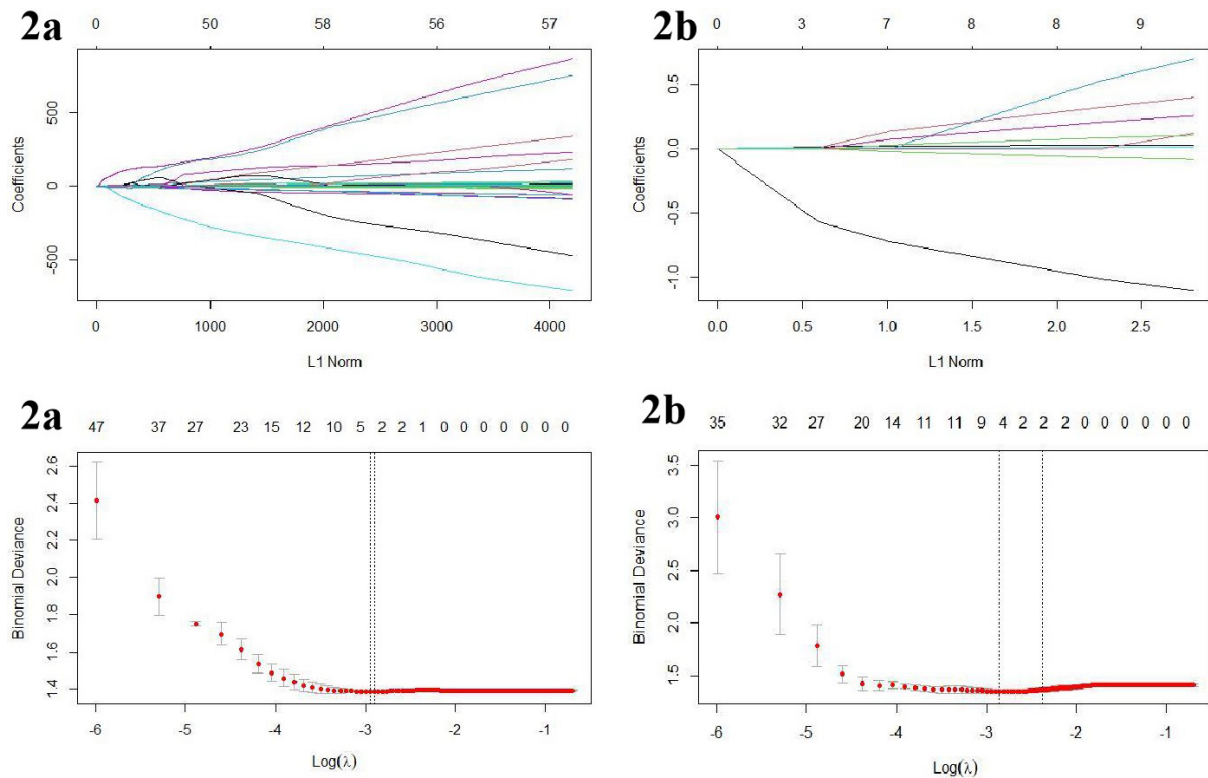 2a
0 50 58 56 57
500
0
-500
Coefficients
0 1000 2000 3000 4000
L1 Norm
2b
0 3 7 8 8 9
0.5
0.0
-0.5
-1.0
Coefficients
0.0 0.5 1.0 1.5 2.0 2.5
L1 Norm
2a
47 37 27 23 15 12 10 5 2 2 1 0 0 0 0 0
2.6
2.4
2.2
2.0
1.8
1.6
1.4
Binomial Deviance
-6 -5 -4 -3 -2 -1
Log(λ)
2b
35 32 27 20 14 11 11 9 4 2 2 2 0 0 0 0 0 0
3.5
3.0
2.5
2.0
1.5
Binomial Deviance
-6 -5 -4 -3 -2 -1
Log(λ)